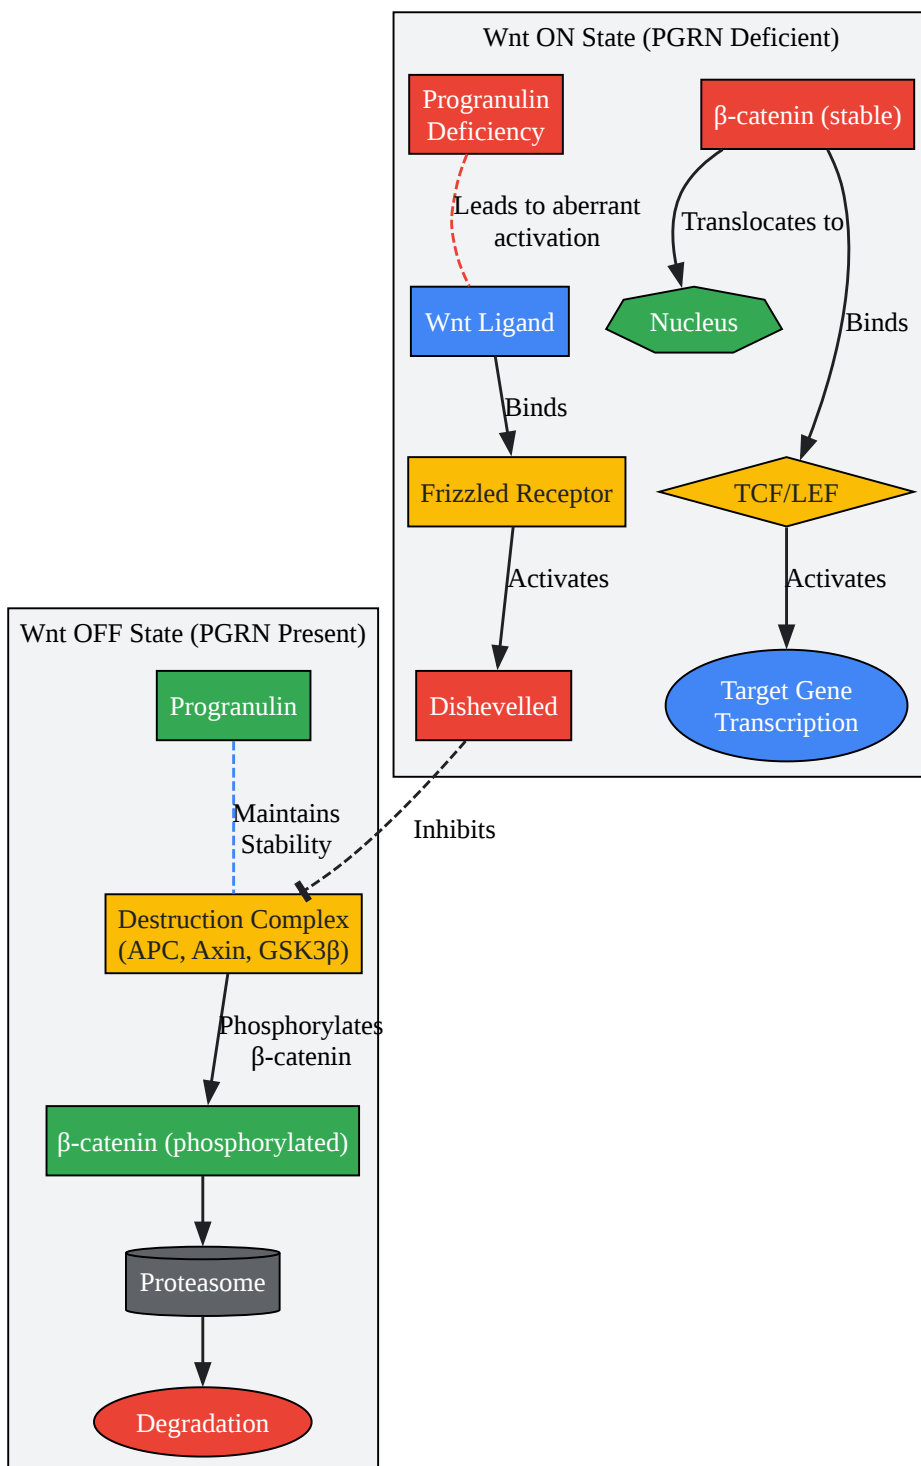 Wnt ON State (PGRN Deficient)
Progranulin
Deficiency
β-catenin (stable)
Leads to aberrant
activation
Translocates to
Wnt Ligand
Nucleus
Binds
Binds
Frizzled Receptor
TCF/LEF
Activates
Activates
Dishevelled
Target Gene
Transcription
Inhibits
Wnt OFF State (PGRN Present)
Progranulin
Maintains
Stability
Destruction Complex
(APC, Axin, GSK3β)
Phosphorylates
β-catenin
β-catenin (phosphorylated)
Proteasome
Degradation